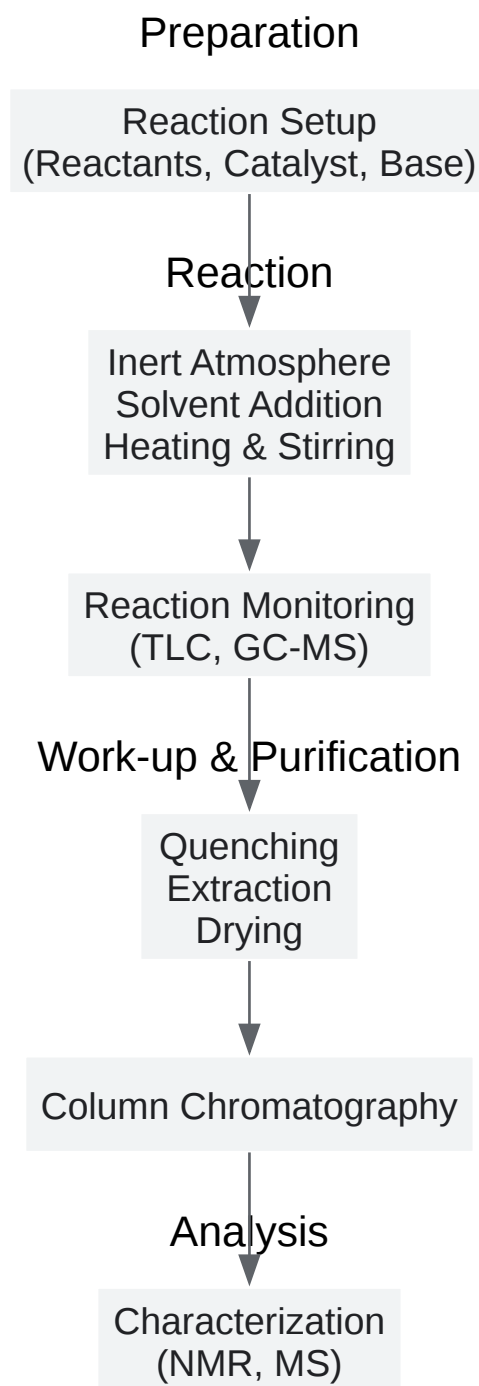 Preparation
Reaction Setup
(Reactants, Catalyst, Base)
Reaction
Inert Atmosphere
Solvent Addition
Heating & Stirring
Reaction Monitoring
(TLC, GC-MS)
Work-up & Purification
Quenching
Extraction
Drying
Column Chromatography
Analysis
Characterization
(NMR, MS)